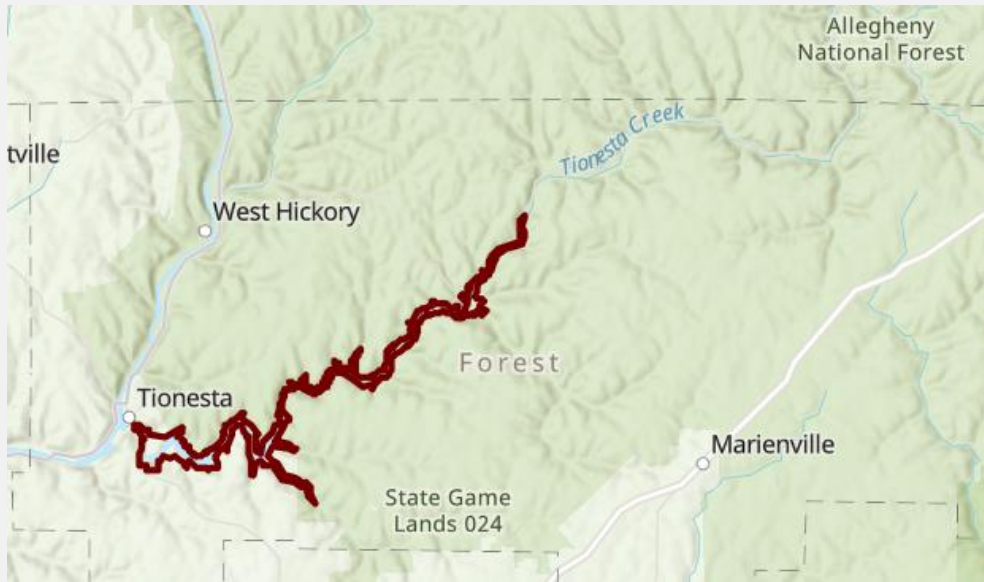 Allegheny
National Forest
Tionesta Creek
tville
West Hickory
Forest
Tionesta
Marienville
State Game
Lands 024